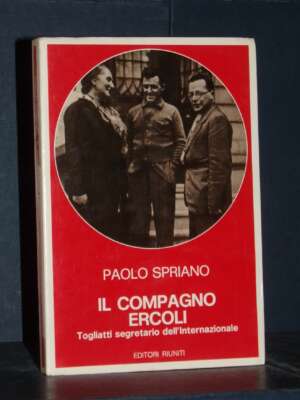 PAOLO SPRIANO
IL COMPAGNO
ERCOLI
Togliatti segretario dell'Internazionale
EDITORI RIUNITI